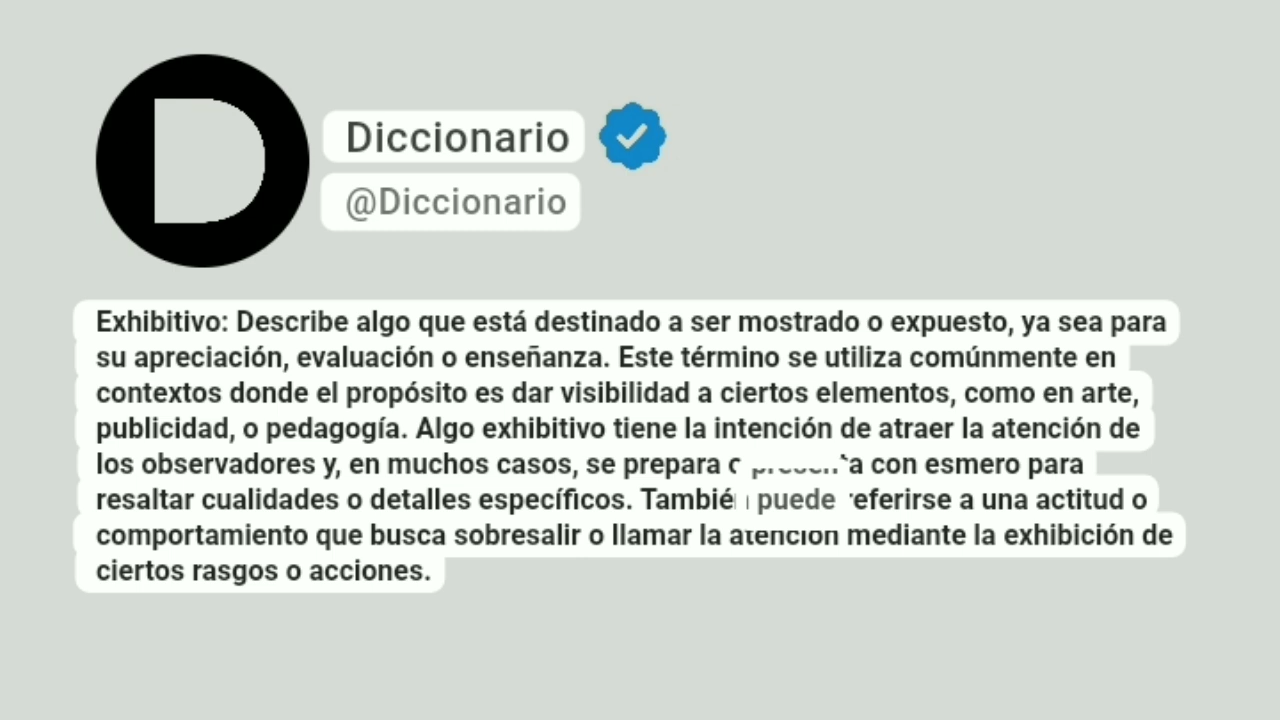 D
Diccionario
@Diccionario
Exhibitivo: Describe algo que está destinado a ser mostrado o expuesto, ya sea para
su apreciación, evaluación o enseñanza. Este término se utiliza comúnmente en
contextos donde el propósito es dar visibilidad a ciertos elementos, como en arte,
publicidad, o pedagogía. Algo exhibitivo tiene la intención de atraer la atención de
los observadores y, en muchos casos, se prepara o presenta con esmero para
resaltar cualidades o detalles específicos. También puede referirse a una actitud o
comportamiento que busca sobresalir o llamar la atención mediante la exhibición de
ciertos rasgos o acciones.